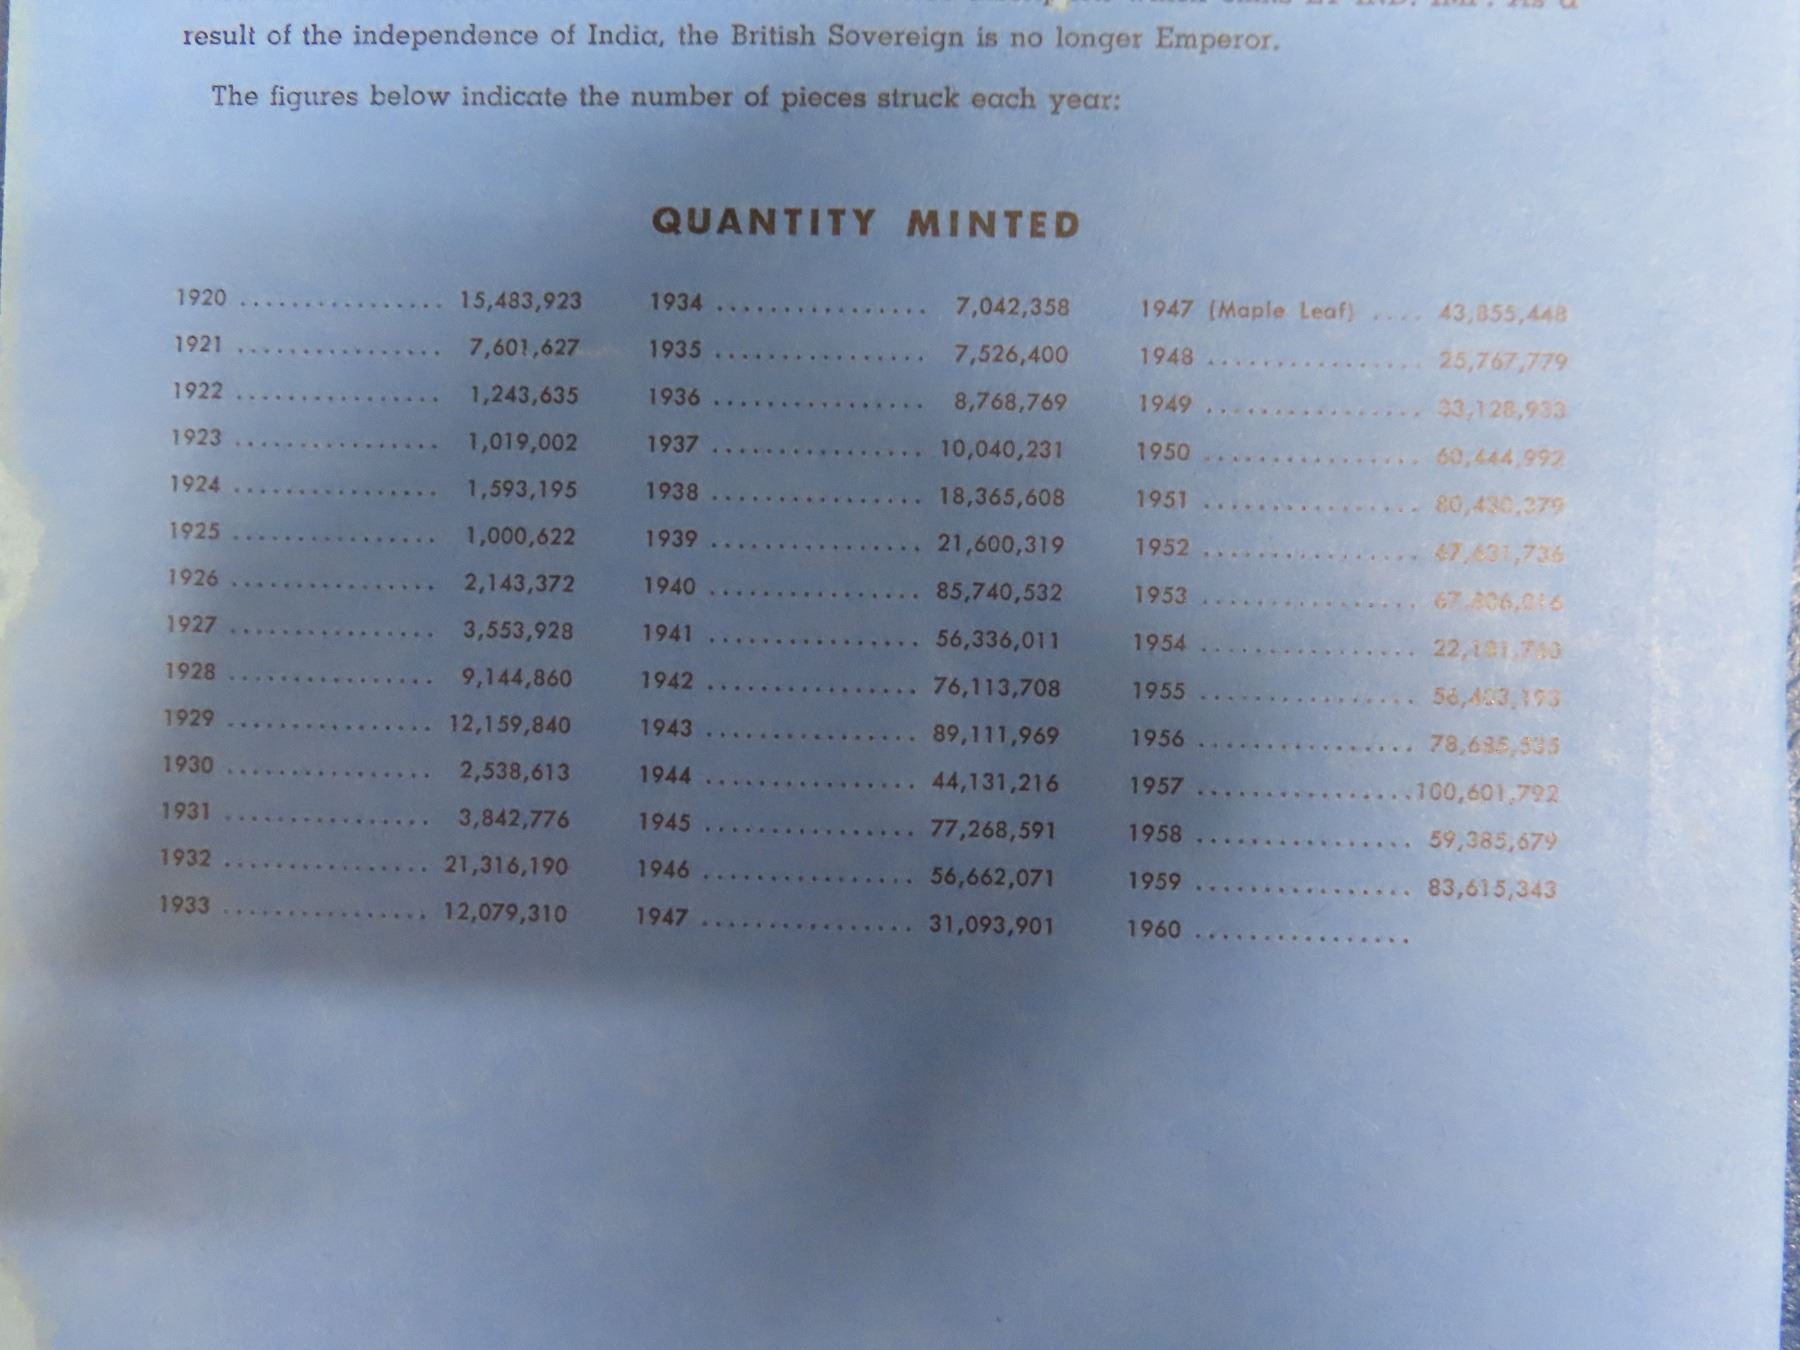 result of the independence of India, the British Sovereign is no longer Emperor.
The figures below indicate the number of pieces struck each year:
QUANTITY MINTED
1920 ................ 15,483,923
1921 ................ 7,601,627
1922 ................ 1,243,635
1923 ................ 1,019,002
1924 ................ 1,593,195
1925 ................ 1,000,622
1926 ................ 2,143,372
1927 ................ 3,553,928
1928 ................ 9,144,860
1929 ................ 12,159,840
1930 ................ 2,538,613
1931 ................ 3,842,776
1932 ................ 21,316,190
1933 ................ 12,079,310
1934 ................ 7,042,358
1935 ................ 7,526,400
1936 ................ 8,768,769
1937 ................ 10,040,231
1938 ................ 18,365,608
1939 ................ 21,600,319
1940 ................ 85,740,532
1941 ................ 56,336,011
1942 ................ 76,113,708
1943 ................ 89,111,969
1944 ................ 44,131,216
1945 ................ 77,268,591
1946 ................ 56,662,071
1947 ................ 31,093,901
1947 (Maple Leaf) .... 43,855,448
1948 ................ 25,767,779
1949 ................ 33,128,933
1950 ................ 60,444,992
1951 ................ 80,430,379
1952 ................ 67,631,736
1953 ................
1954 ................
1955 ................ 56,403,193
1956 ................ 78,685,535
1957 ................ 100,601,792
1958 ................ 59,385,679
1959 ................ 83,615,343
1960 ................